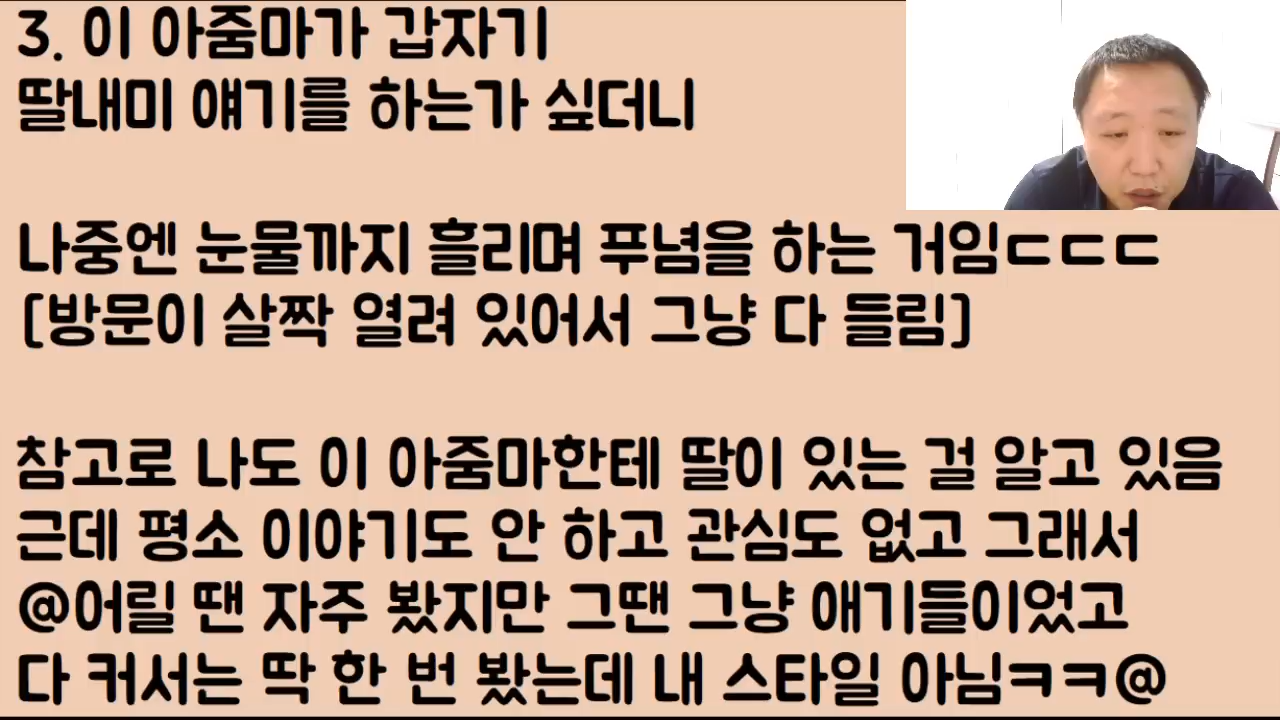 3. 이 아줌마가 갑자기
딸내미 얘기를 하는가 싶더니
나중엔 눈물까지 흘리며 푸념을 하는 거임ㄷㄷㄷ
[방문이 살짝 열려 있어서 그냥 다 들림]
참고로 나도 이 아줌마한테 딸이 있는 걸 알고 있음
근데 평소 이야기도 안 하고 관심도 없고 그래서
@어릴 땐 자주 봤지만 그땐 그냥 애기들이었고
다 커서는 딱 한 번 봤는데 내 스타일 아님ㅋㅋ@